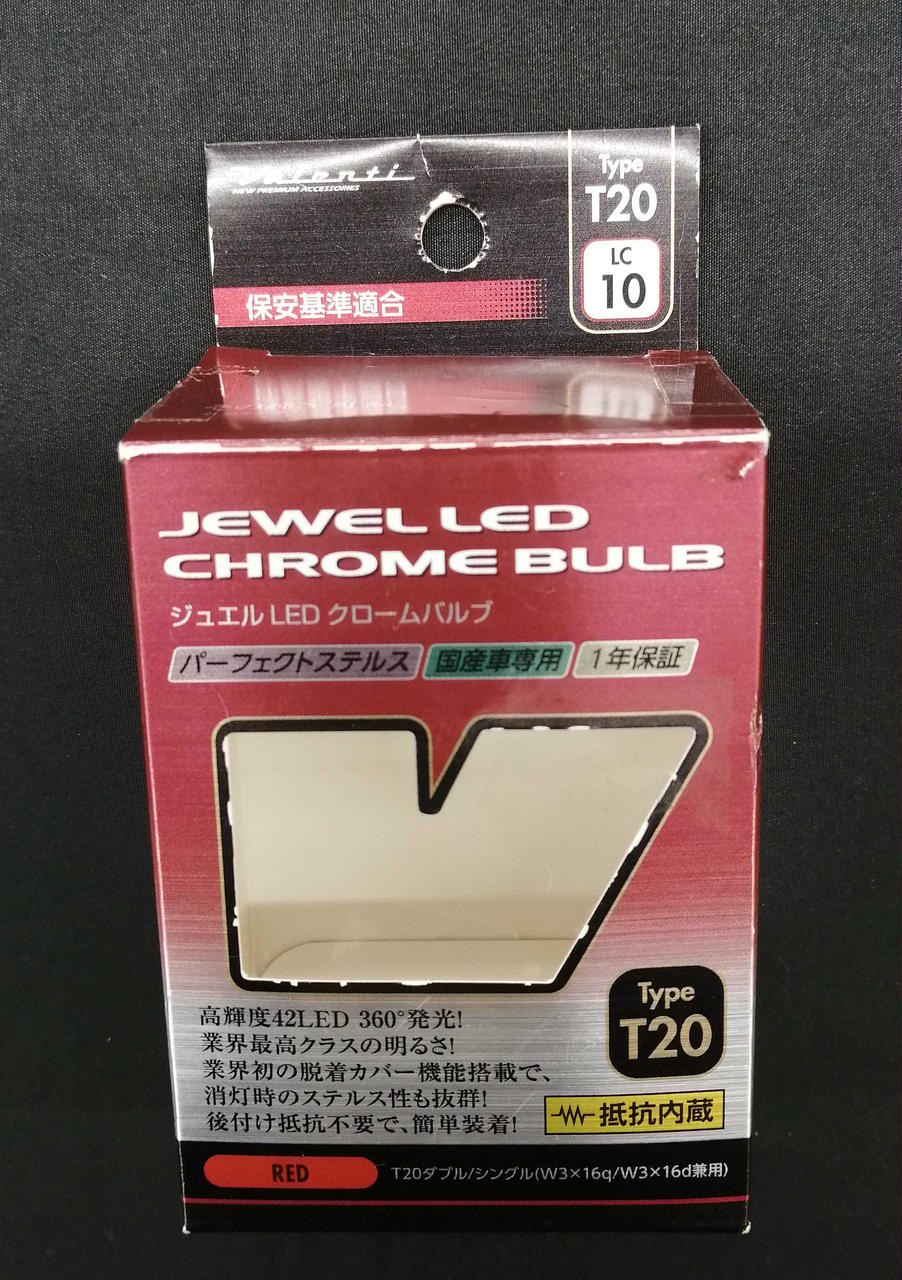 Valenti
NEW PREMIUM ACCESSORIES
Type
T20
LC
10
保安基準適合
JEWEL LED
CHROME BULB
ジュエル LED クロームバルブ
パーフェクトステルス 国産車専用 1年保証
高輝度42LED 360°発光!
業界最高クラスの明るさ!
業界初の脱着カバー機能搭載で、
消灯時のステルス性も抜群!
後付け抵抗不要で、簡単装着!
Type
T20
抵抗内蔵
RED
T20ダブル/シングル(W3×16q/W3×16d兼用)